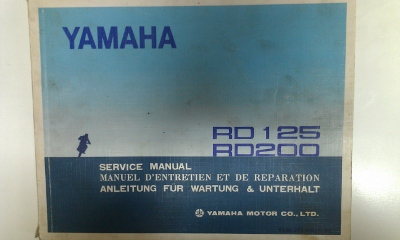 YAMAHA
RD125
RD200
SERVICE MANUAL
MANUEL D'ENTRETIEN ET DE REPARATION
ANLEITUNG FÜR WARTUNG & UNTERHALT
YAMAHA MOTOR CO., LTD.